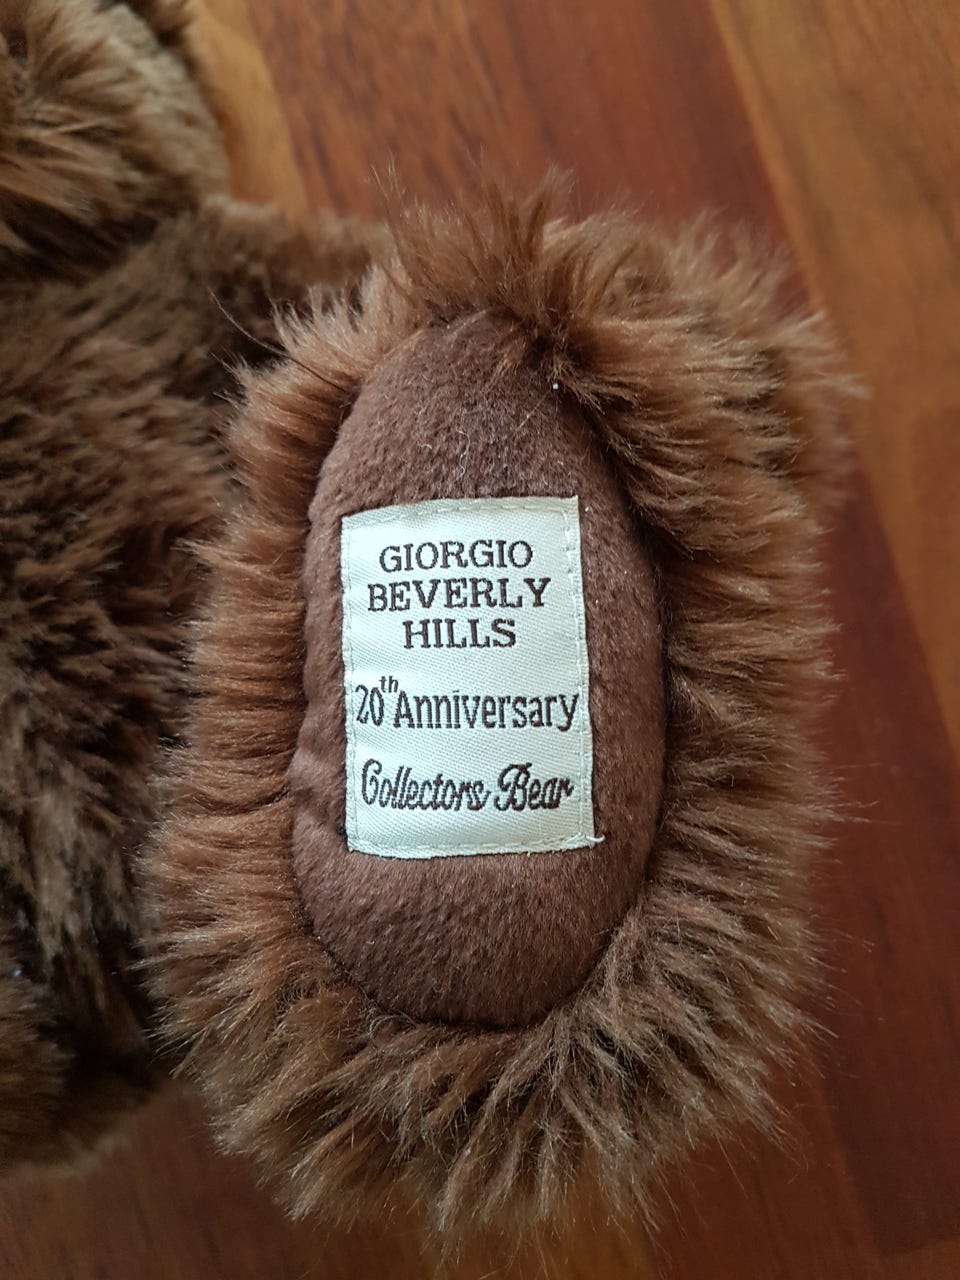 GIORGIO
BEVERLY
HILLS
20th Anniversary
Collectors Bear